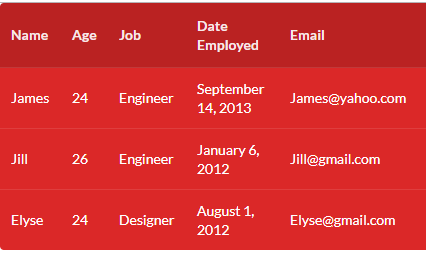 Name Age Job Date Employed Email
James 24 Engineer September 14, 2013 James@yahoo.com
Jill 26 Engineer January 6, 2012 Jill@gmail.com
Elyse 24 Designer August 1, 2012 Elyse@gmail.com